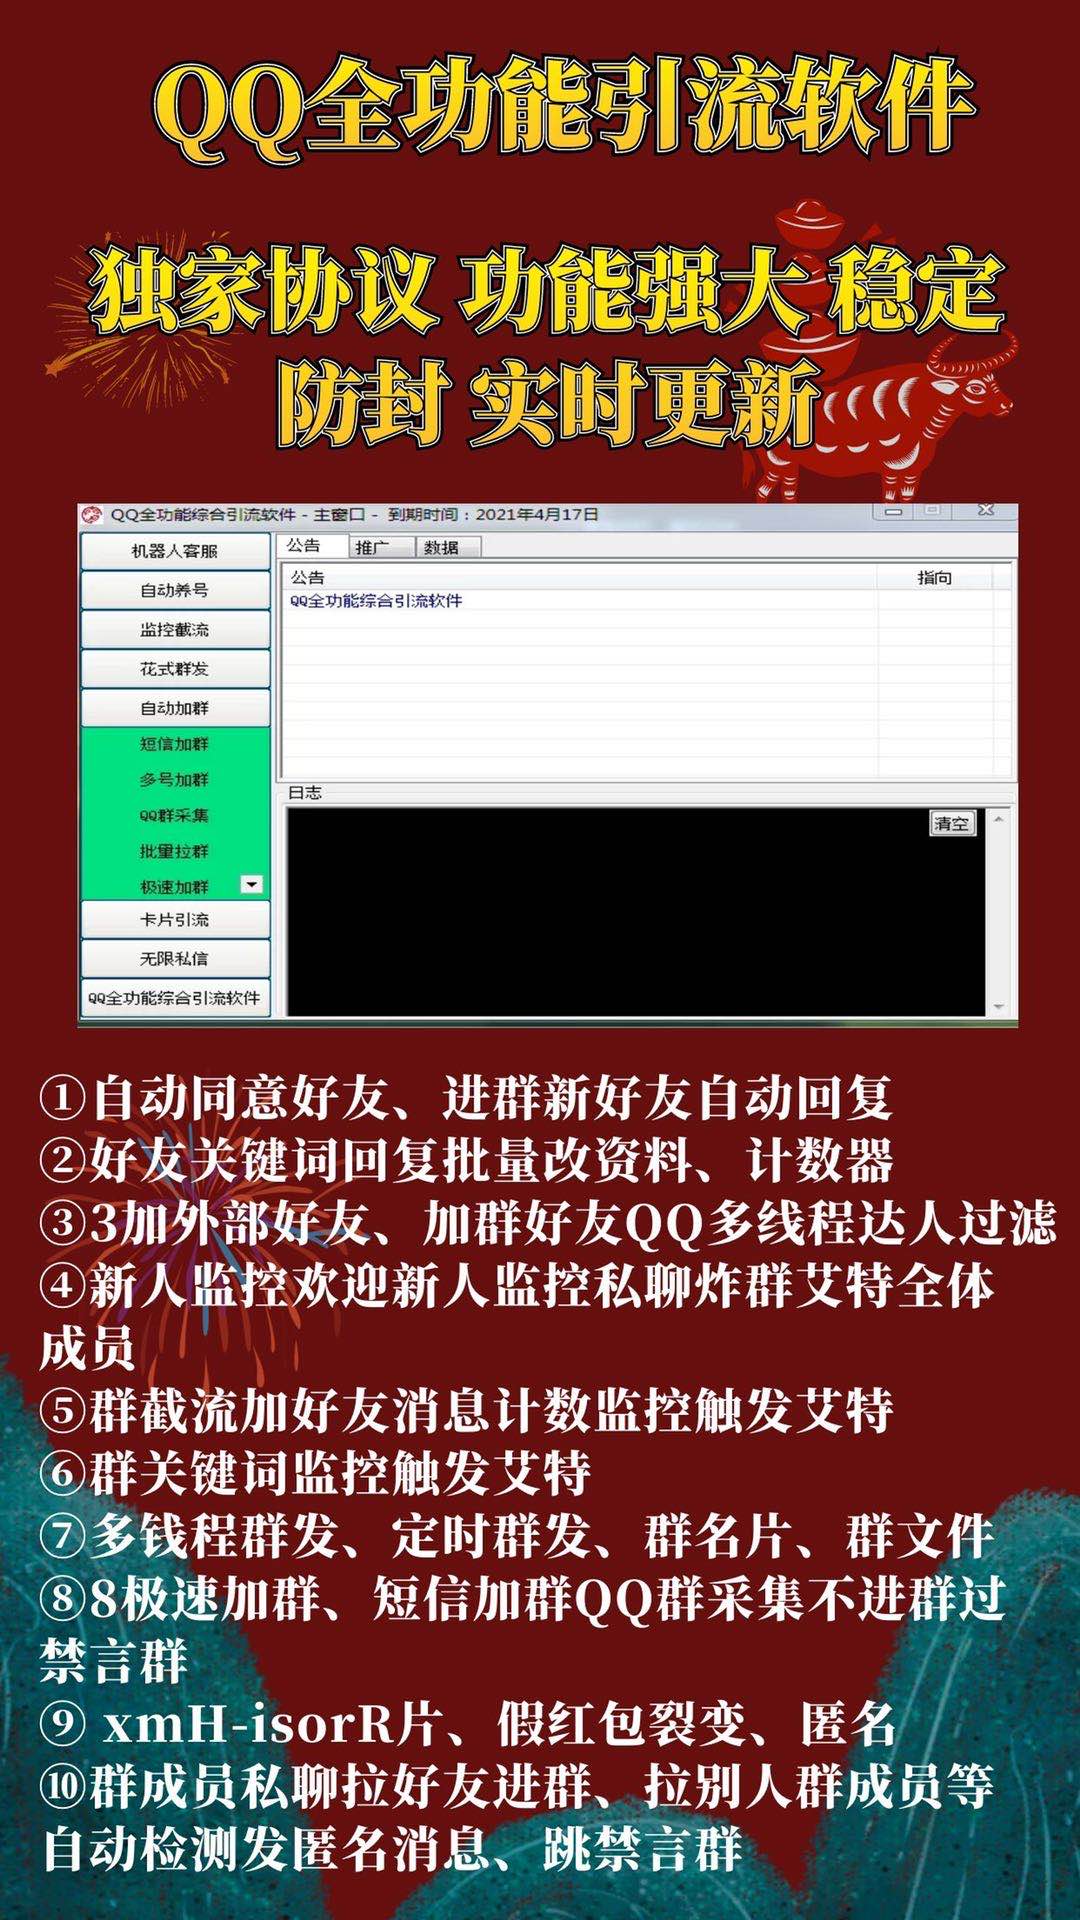 QQ全功能引流软件
独家协议 功能强大 稳定
防封 实时更新
QQ全功能综合引流软件 - 主窗口 - 到期时间：2021年4月17日
机器人客服
自动养号
监控截流
花式群发
自动加群
短信加群
多号加群
QQ群采集
批量拉群
极速加群
卡片引流
无限私信
QQ全功能综合引流软件
公告 推广 数据
公告 指向
QQ全功能综合引流软件
日志
清空
①自动同意好友、进群新好友自动回复
②好友关键词回复批量改资料、计数器
③3加外部好友、加群好友QQ多线程达人过滤
④新人监控欢迎新人监控私聊炸群艾特全体
成员
⑤群截流加好友消息计数监控触发艾特
⑥群关键词监控触发艾特
⑦多钱程群发、定时群发、群名片、群文件
⑧8极速加群、短信加群QQ群采集不进群过
禁言群
⑨ xmH-isorR片、假红包裂变、匿名
⑩群成员私聊拉好友进群、拉别人群成员等
自动检测发匿名消息、跳禁言群